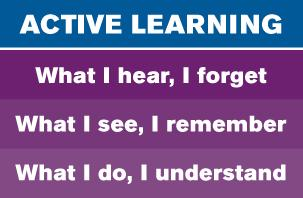 ACTIVE LEARNING
What I hear, I forget
What I see, I remember
What I do, I understand